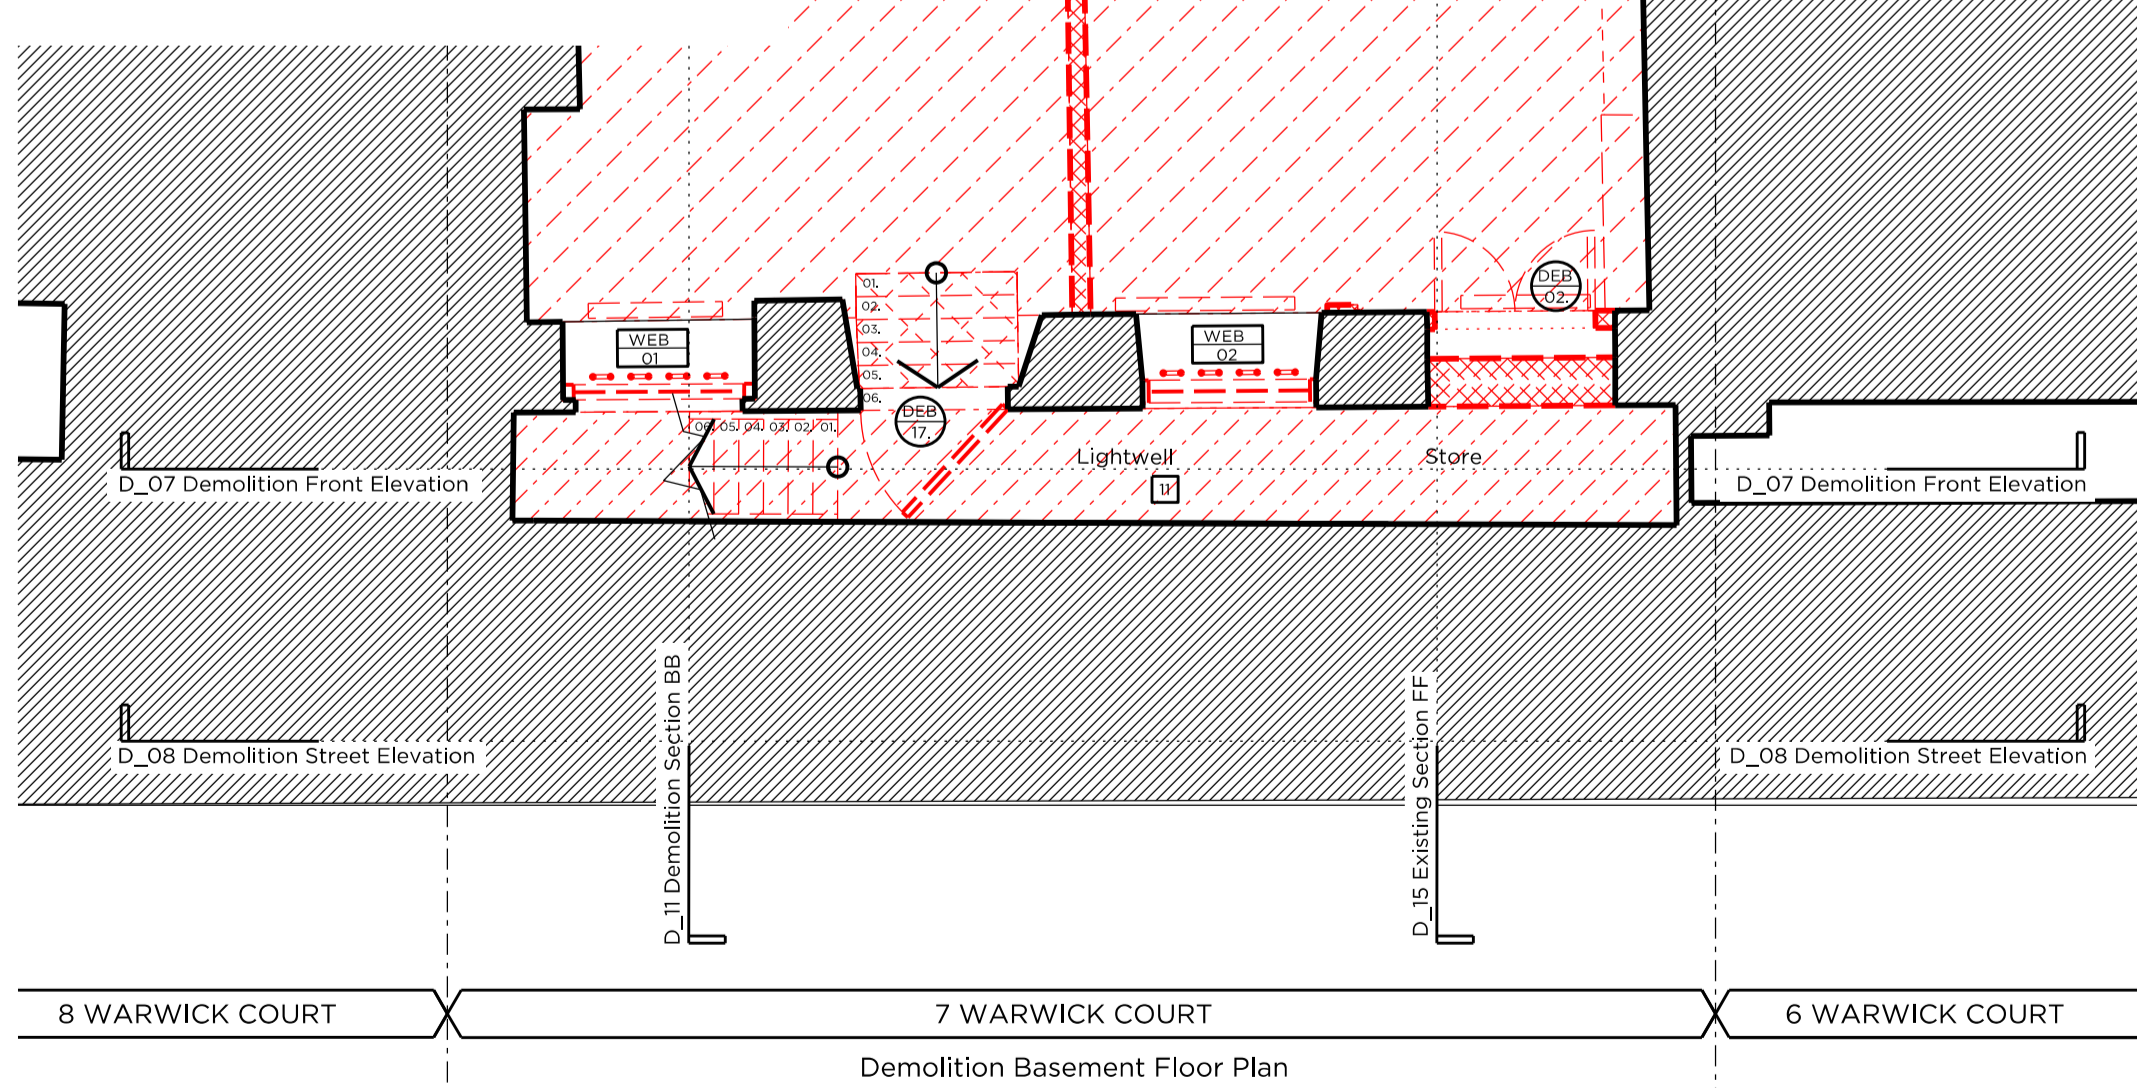 DEB
02.
01.
02.
03.
04.
05.
06.
WEB
01
WEB
02
DEB
17.
06. 05. 04. 03. 02. 01.
Lightwell
11
Store
D_07 Demolition Front Elevation
D_07 Demolition Front Elevation
D_11 Demolition Section BB
D_15 Existing Section FF
D_08 Demolition Street Elevation
D_08 Demolition Street Elevation
8 WARWICK COURT
7 WARWICK COURT
6 WARWICK COURT
Demolition Basement Floor Plan